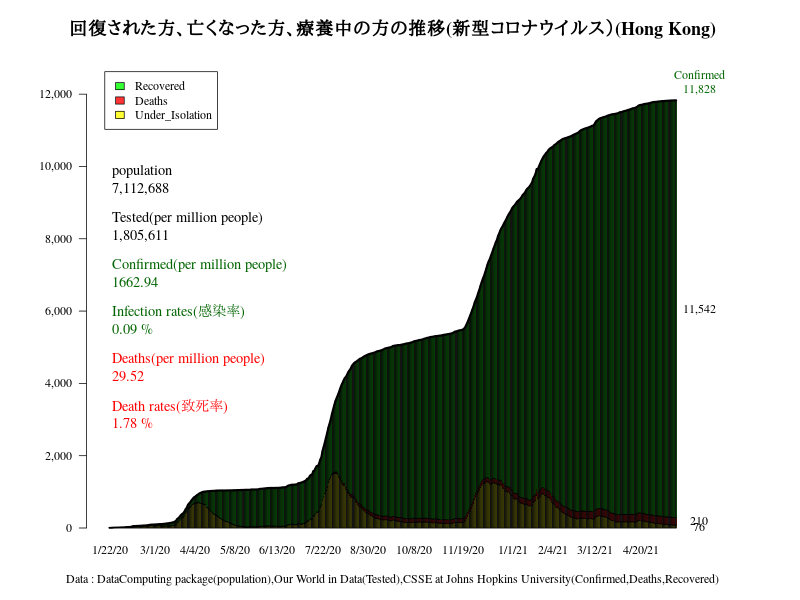 回復された方、亡くなった方、療養中の方の推移(新型コロナウイルス）(Hong Kong)
Confirmed
11,828
Recovered
Deaths
Under_Isolation
12,000
10,000
8,000
6,000
4,000
2,000
0
population
7,112,688
Tested(per million people)
1,805,611
Confirmed(per million people)
1662.94
Infection rates(感染率)
0.09 %
Deaths(per million people)
29.52
Death rates(致死率)
1.78 %
11,542
210
76
1/22/20 3/1/20 4/4/20 5/8/20 6/13/20 7/22/20 8/30/20 10/8/20 11/19/20 1/1/21 2/4/21 3/12/21 4/20/21
Data : DataComputing package(population),Our World in Data(Tested),CSSE at Johns Hopkins University(Confirmed,Deaths,Recovered)